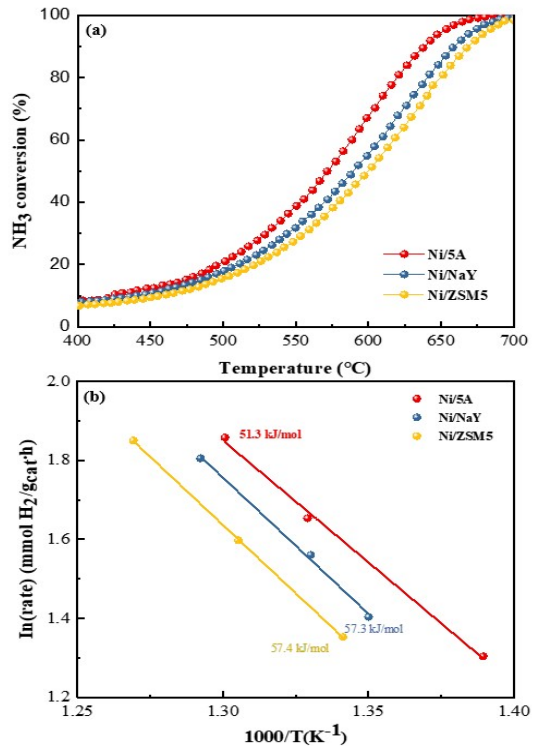 (a)
NH₃ conversion (%)
100
80
60
40
20
0
Ni/5A
Ni/NaY
Ni/ZSM5
400 450 500 550 600 650 700
Temperature (°C)
(b)
In(rate) (mmol H₂/gcat·h)
2.0
1.8
1.6
1.4
1.2
Ni/5A
Ni/NaY
Ni/ZSM5
51.3 kJ/mol
57.3 kJ/mol
57.4 kJ/mol
1.25 1.30 1.35 1.40
1000/T(K⁻¹)